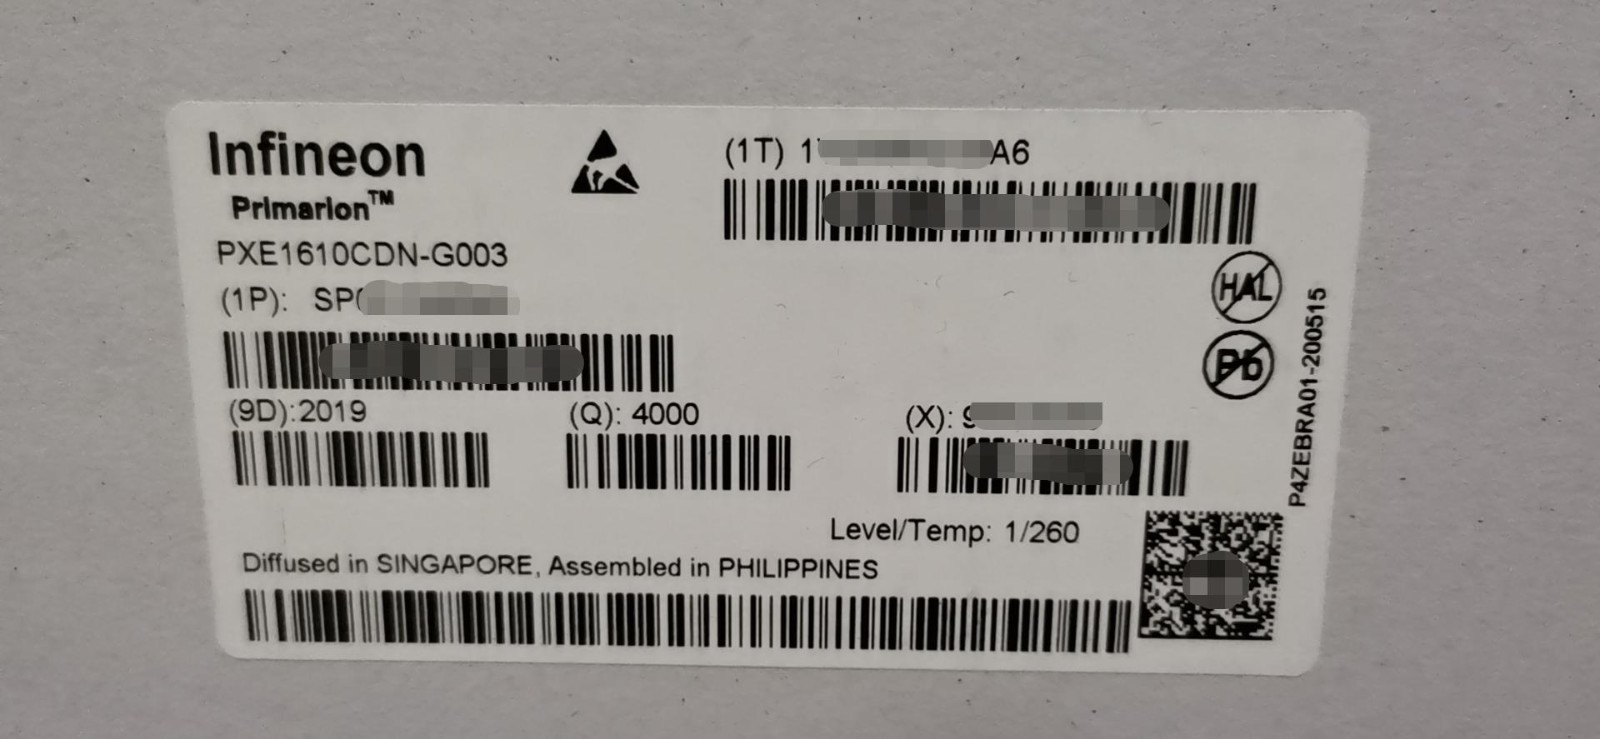 Infineon
Primarion™
PXE1610CDN-G003
(1P): SP
(1T) 1 A6
HAL
Pb
P4ZEBRA01-200515
(9D):2019
(Q): 4000
(X): 9
Level/Temp: 1/260
Diffused in SINGAPORE, Assembled in PHILIPPINES